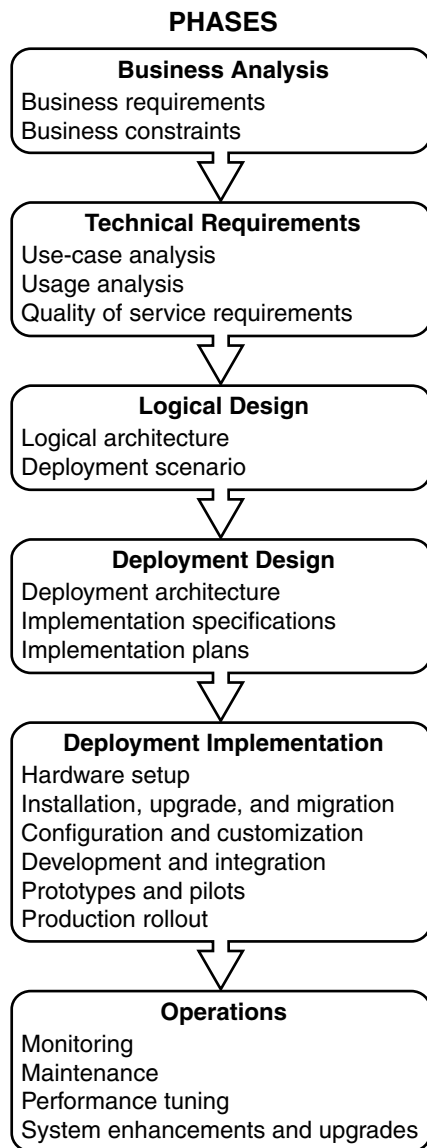 PHASES
Business Analysis
Business requirements
Business constraints
Technical Requirements
Use-case analysis
Usage analysis
Quality of service requirements
Logical Design
Logical architecture
Deployment scenario
Deployment Design
Deployment architecture
Implementation specifications
Implementation plans
Deployment Implementation
Hardware setup
Installation, upgrade, and migration
Configuration and customization
Development and integration
Prototypes and pilots
Production rollout
Operations
Monitoring
Maintenance
Performance tuning
System enhancements and upgrades